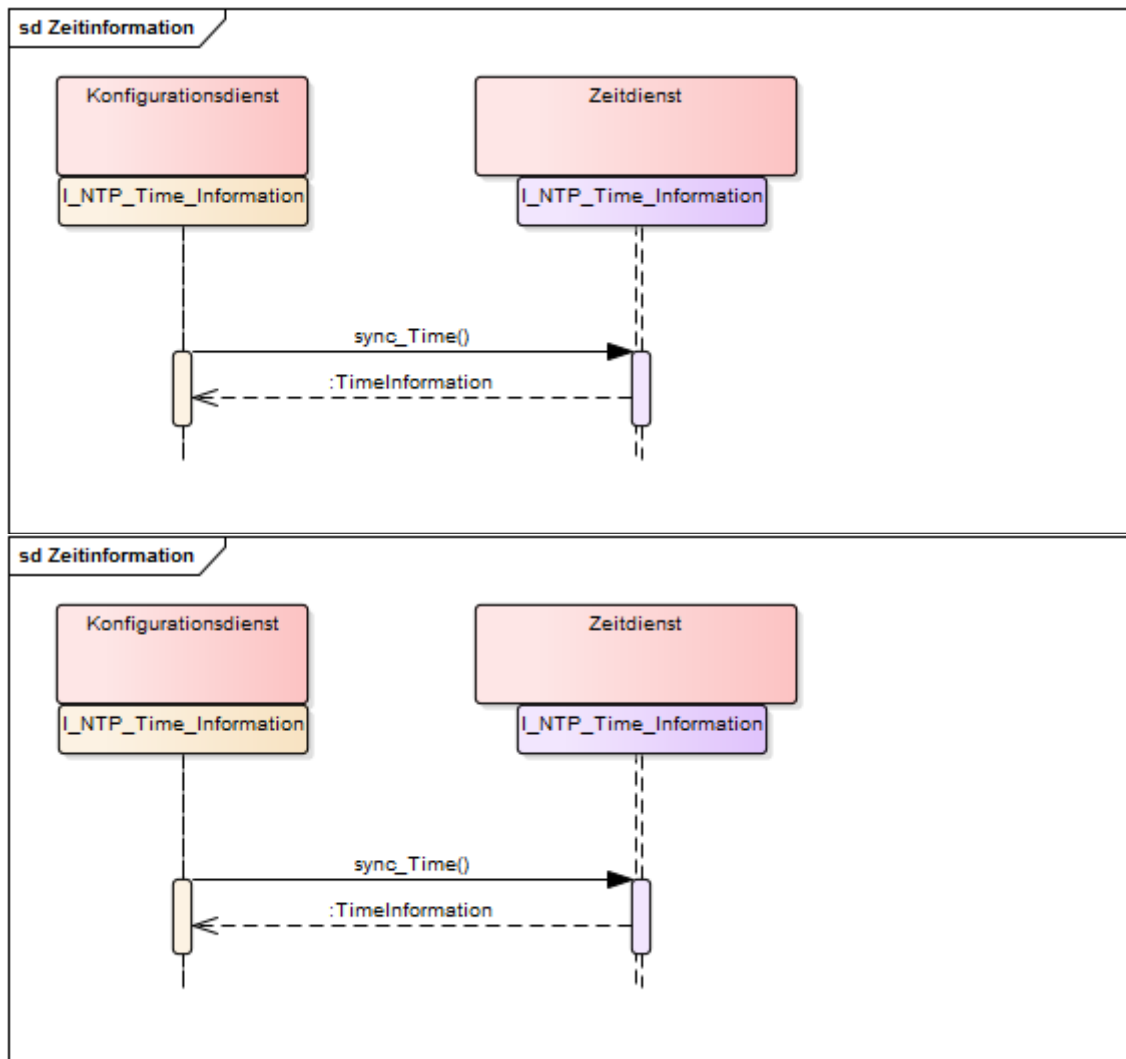 sd Zeitinformation
Konfigurationsdienst
Zeitdienst
I_NTP_Time_Information
I_NTP_Time_Information
sync_Time()
:TimeInformation
sd Zeitinformation
Konfigurationsdienst
Zeitdienst
I_NTP_Time_Information
I_NTP_Time_Information
sync_Time()
:TimeInformation